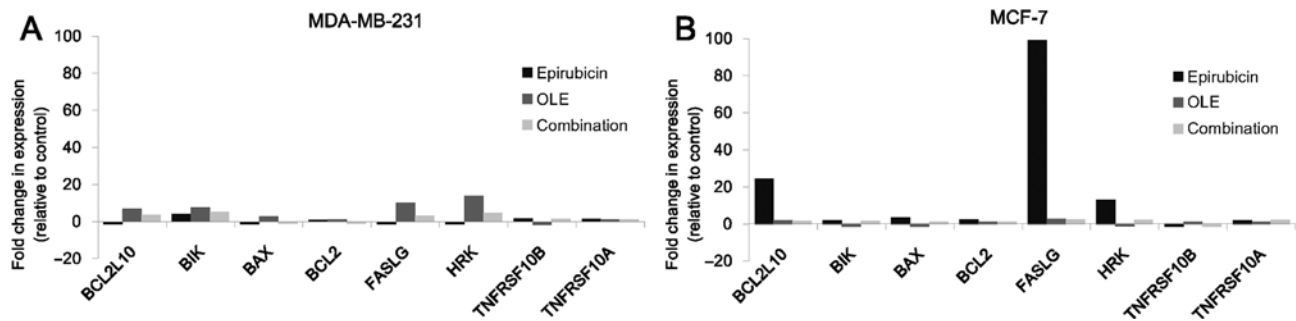 A
MDA-MB-231
Fold change in expression
(relative to control)
100
80
60
40
20
0
−20
Epirubicin
OLE
Combination
BCL2L10
BIK
BAX
BCL2
FASLG
HRK
TNFRSF10B
TNFRSF10A
B
MCF-7
Fold change in expression
(relative to control)
100
80
60
40
20
0
−20
Epirubicin
OLE
Combination
BCL2L10
BIK
BAX
BCL2
FASLG
HRK
TNFRSF10B
TNFRSF10A